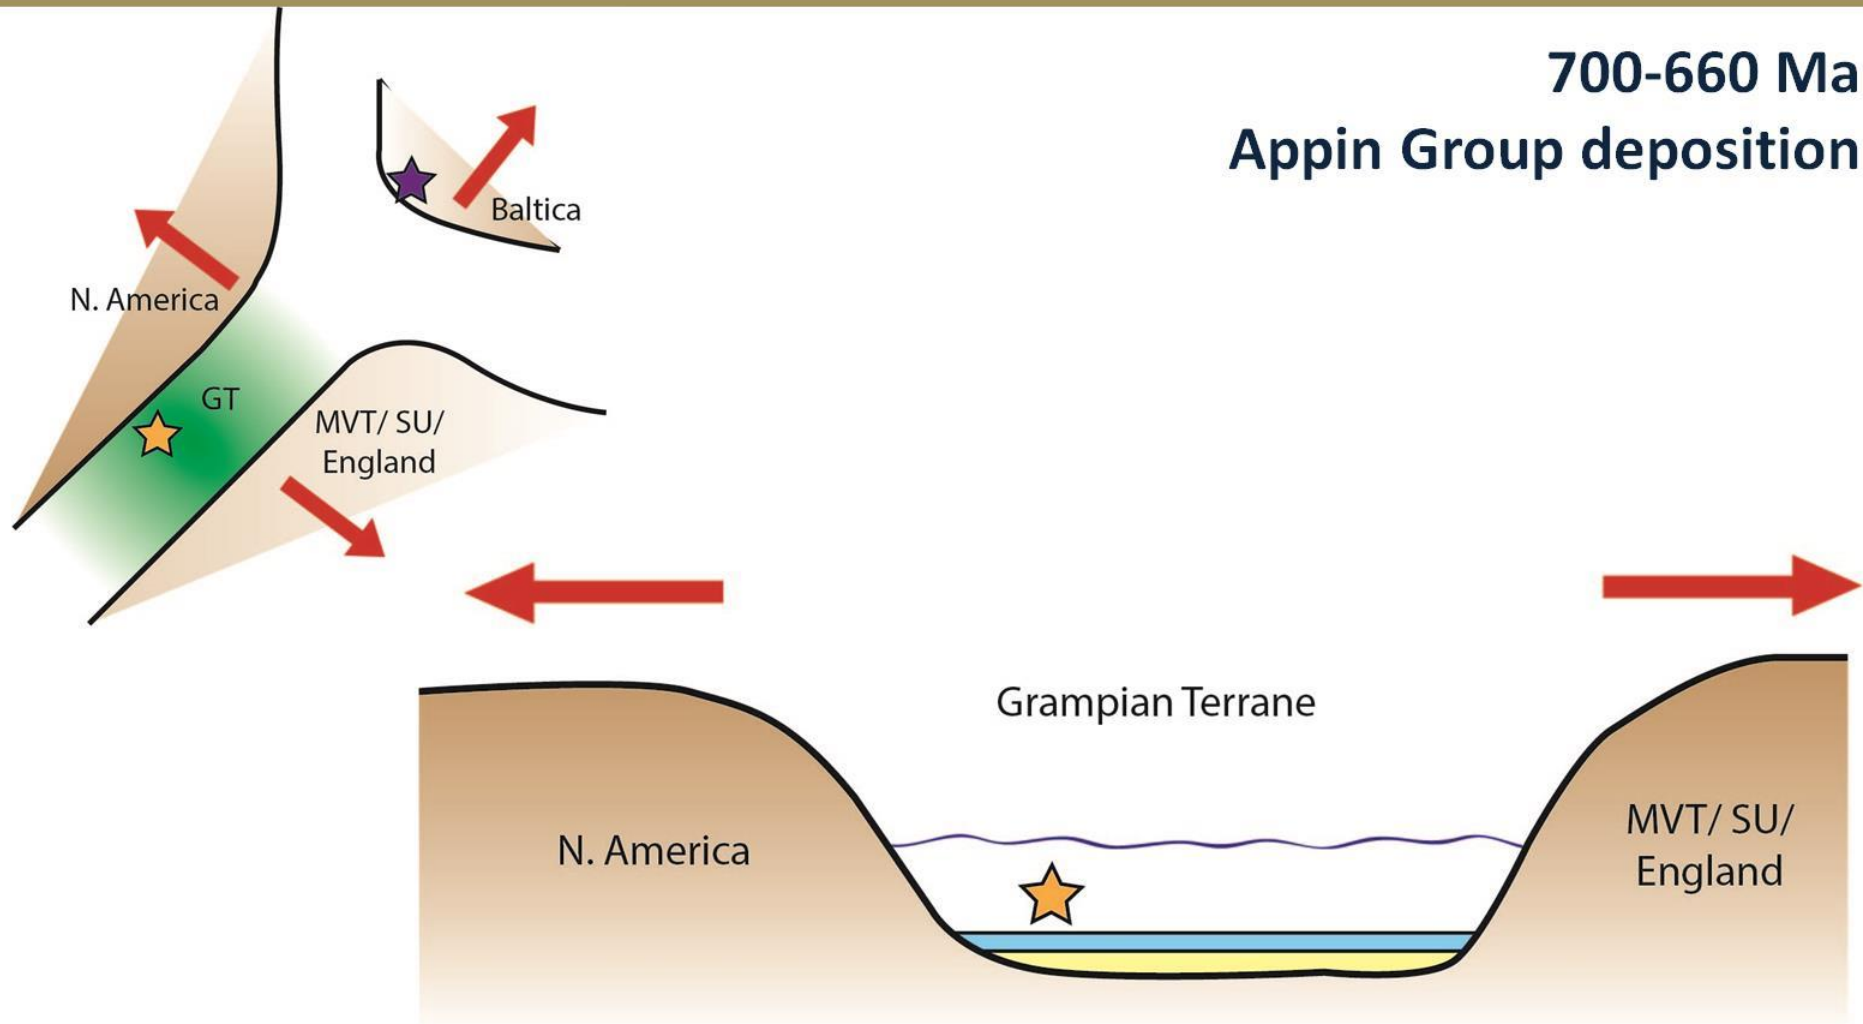 700-660 Ma
Appin Group deposition
Baltica
N. America
GT
MVT/ SU/
England
Grampian Terrane
N. America
MVT/ SU/
England